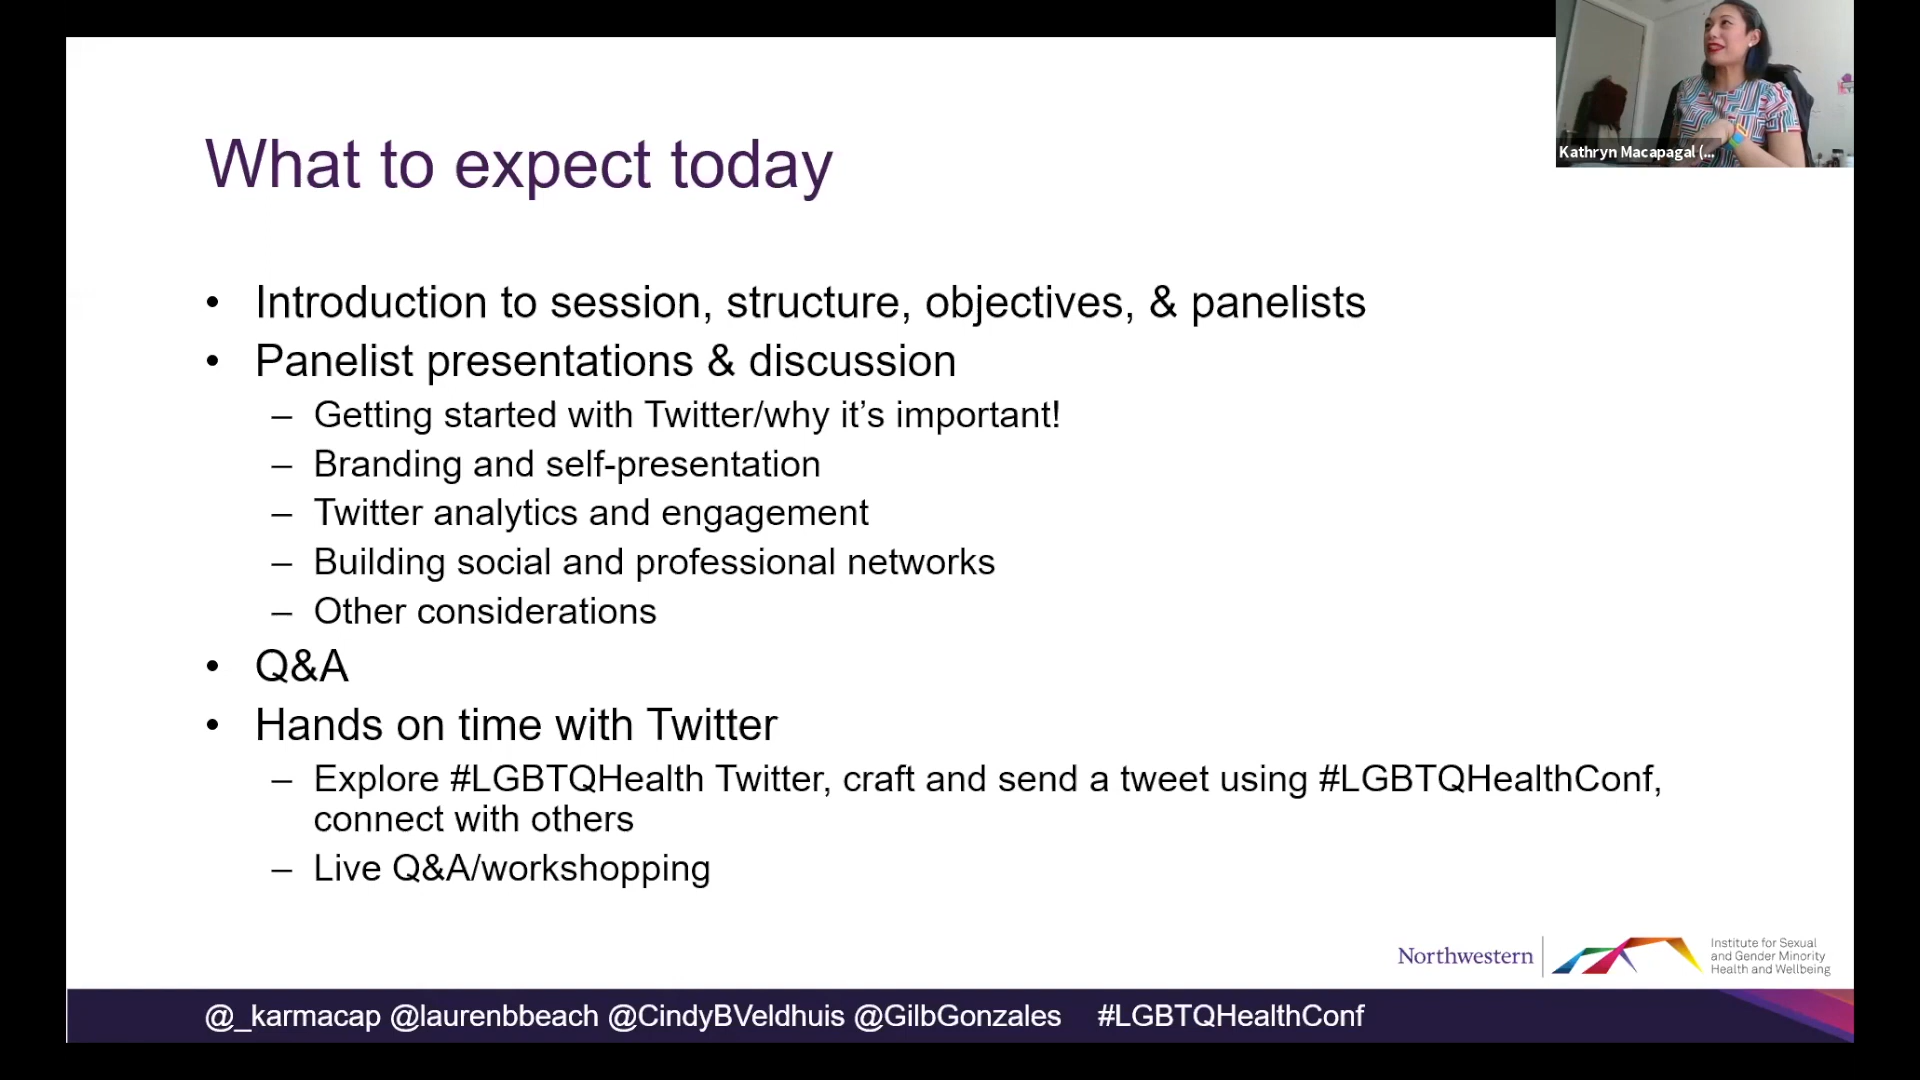 Kathryn Macapagal (...
What to expect today
• Introduction to session, structure, objectives, & panelists
• Panelist presentations & discussion
– Getting started with Twitter/why it’s important!
– Branding and self-presentation
– Twitter analytics and engagement
– Building social and professional networks
– Other considerations
• Q&A
• Hands on time with Twitter
– Explore #LGBTQHealth Twitter, craft and send a tweet using #LGBTQHealthConf,
connect with others
– Live Q&A/workshopping
Northwestern
Institute for Sexual
and Gender Minority
Health and Wellbeing
@_karmacap @laurenbbeach @CindyBVeldhuis @GilbGonzales #LGBTQHealthConf